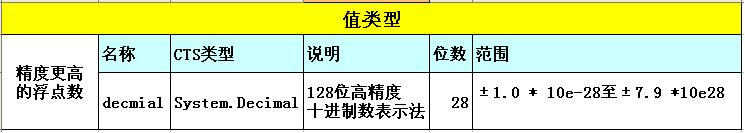 值类型
精度更高
的浮点数
名称 CTS类型 说明 位数 范围
decmial System.Decimal 128位高精度
十进制数表示法 28 ±1.0 * 10e-28至±7.9 *10e28